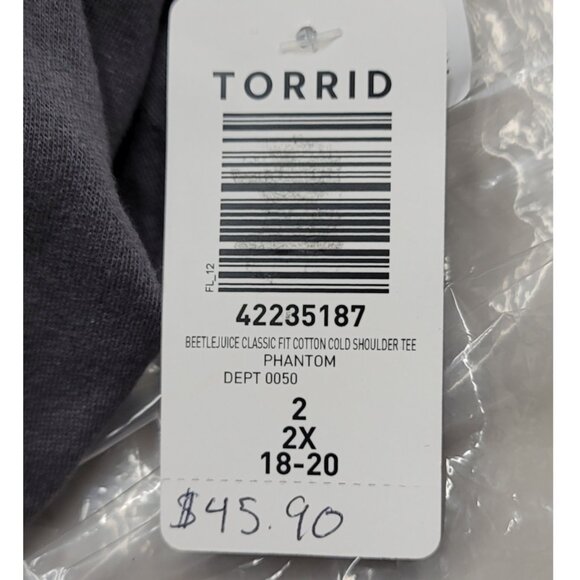 TORRID
FL_12
42235187
BEETLEJUICE CLASSIC FIT COTTON COLD SHOULDER TEE
PHANTOM
DEPT 0050
2
2X
18-20
$45.90